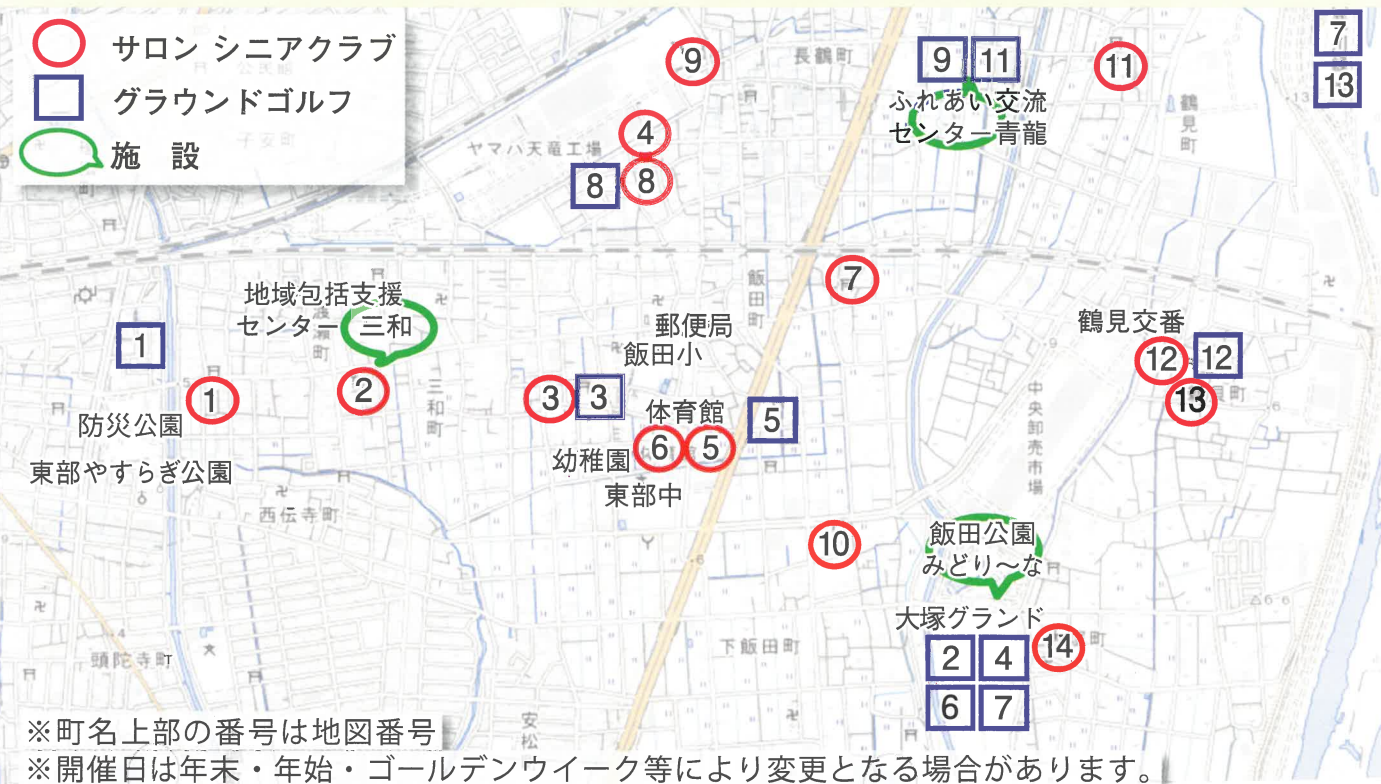 サロン シニアクラブ
グラウンドゴルフ
施 設
9
長鶴町
9 11
11
7
13
鶴見町
ふれあい交流
センター青龍
4
ヤマハ天竜工場
8 8
子安町
飯田町
7
地域包括支援
センター 三和
郵便局
飯田小
鶴見交番
1
12 12
1
2
三和町
3 3
13
体育館
5
中央卸売市場
防災公園
6 5
幼稚園
東部やすらぎ公園
東部中
西伝寺町
10
飯田公園
みどり～な
大塚グランド
頭陀寺町
下飯田町
2 4
14
町
6 7
安松
※町名上部の番号は地図番号
※開催日は年末・年始・ゴールデンウイーク等により変更となる場合があります。